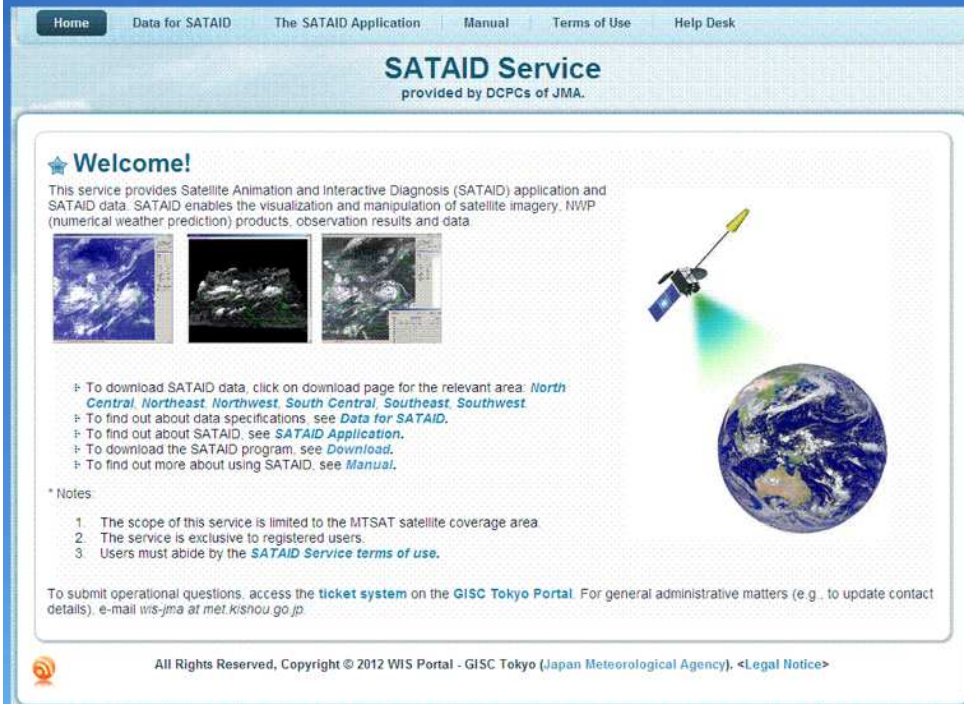 Home Data for SATAID The SATAID Application Manual Terms of Use Help Desk
SATAID Service
provided by DCPCs of JMA.
Welcome!
This service provides Satellite Animation and Interactive Diagnosis (SATAID) application and
SATAID data. SATAID enables the visualization and manipulation of satellite imagery, NWP
(numerical weather prediction) products, observation results and data.
To download SATAID data, click on download page for the relevant area: North
Central, Northeast, Northwest, South Central, Southeast, Southwest.
To find out about data specifications, see Data for SATAID.
To find out about SATAID, see SATAID Application.
To download the SATAID program, see Download.
To find out more about using SATAID, see Manual.
* Notes:
1. The scope of this service is limited to the MTSAT satellite coverage area.
2. The service is exclusive to registered users.
3. Users must abide by the SATAID Service terms of use.
To submit operational questions, access the ticket system on the GISC Tokyo Portal. For general administrative matters (e.g., to update contact
details), e-mail wis-jma at met.kishou.go.jp.
All Rights Reserved, Copyright © 2012 WIS Portal - GISC Tokyo (Japan Meteorological Agency). <Legal Notice>